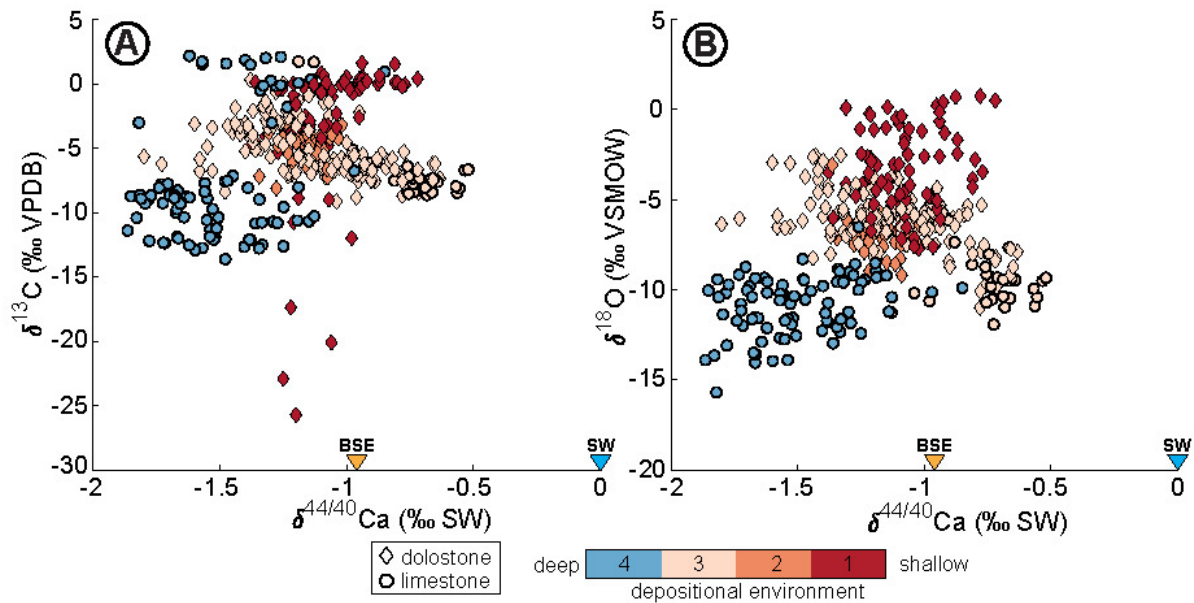 A
5
0
-5
-10
-15
-20
-25
-30
δ13C (‰ VPDB)
-2
-1.5
-1
-0.5
0
δ44/40Ca (‰ SW)
BSE
SW
B
5
0
-5
-10
-15
-20
δ18O (‰ VSMOW)
-2
-1.5
-1
-0.5
0
δ44/40Ca (‰ SW)
BSE
SW
dolostone
limestone
deep 4 3 2 1 shallow
depositional environment